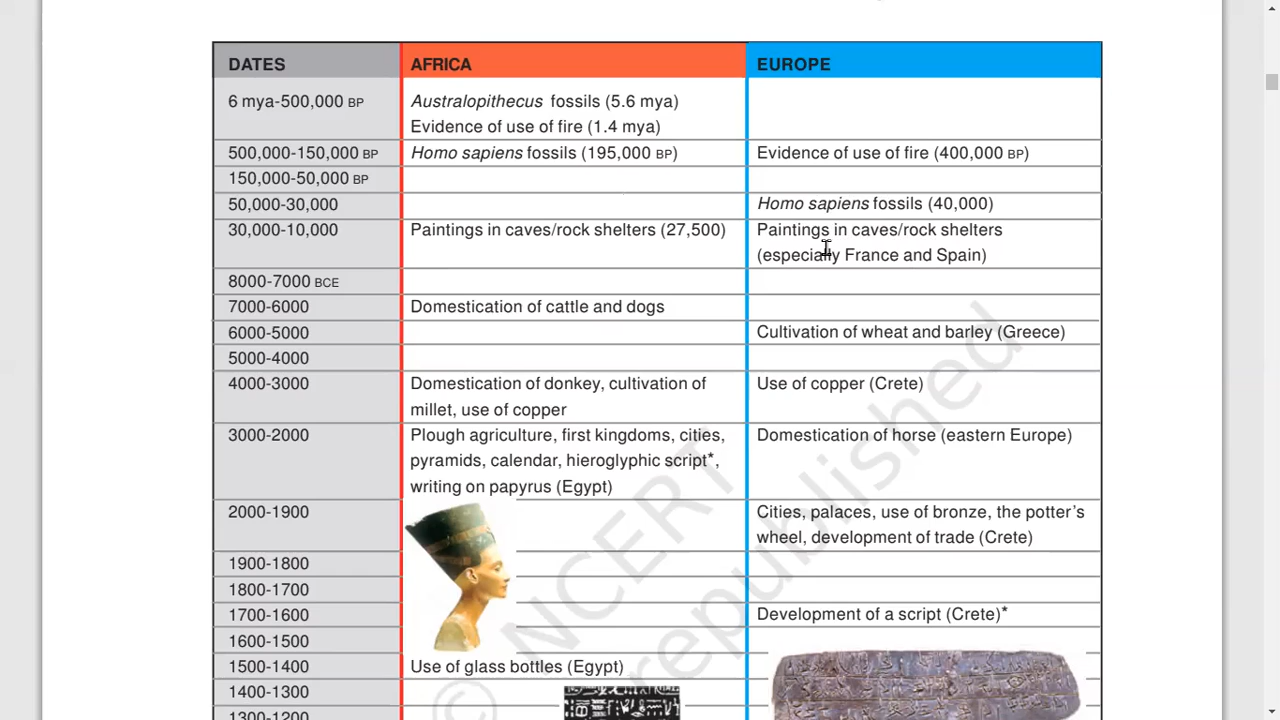 DATES AFRICA EUROPE
6 mya-500,000 BP Australopithecus fossils (5.6 mya)
Evidence of use of fire (1.4 mya)
500,000-150,000 BP Homo sapiens fossils (195,000 BP) Evidence of use of fire (400,000 BP)
150,000-50,000 BP
50,000-30,000 Homo sapiens fossils (40,000)
30,000-10,000 Paintings in caves/rock shelters (27,500) Paintings in caves/rock shelters
(especially France and Spain)
8000-7000 BCE
7000-6000 Domestication of cattle and dogs
6000-5000 Cultivation of wheat and barley (Greece)
5000-4000
4000-3000 Domestication of donkey, cultivation of Use of copper (Crete)
millet, use of copper
3000-2000 Plough agriculture, first kingdoms, cities, Domestication of horse (eastern Europe)
pyramids, calendar, hieroglyphic script*,
writing on papyrus (Egypt)
2000-1900 Cities, palaces, use of bronze, the potter's
wheel, development of trade (Crete)
1900-1800
1800-1700
1700-1600 Development of a script (Crete)*
1600-1500
1500-1400 Use of glass bottles (Egypt)
1400-1300
1300-1200
© NCERT
republished